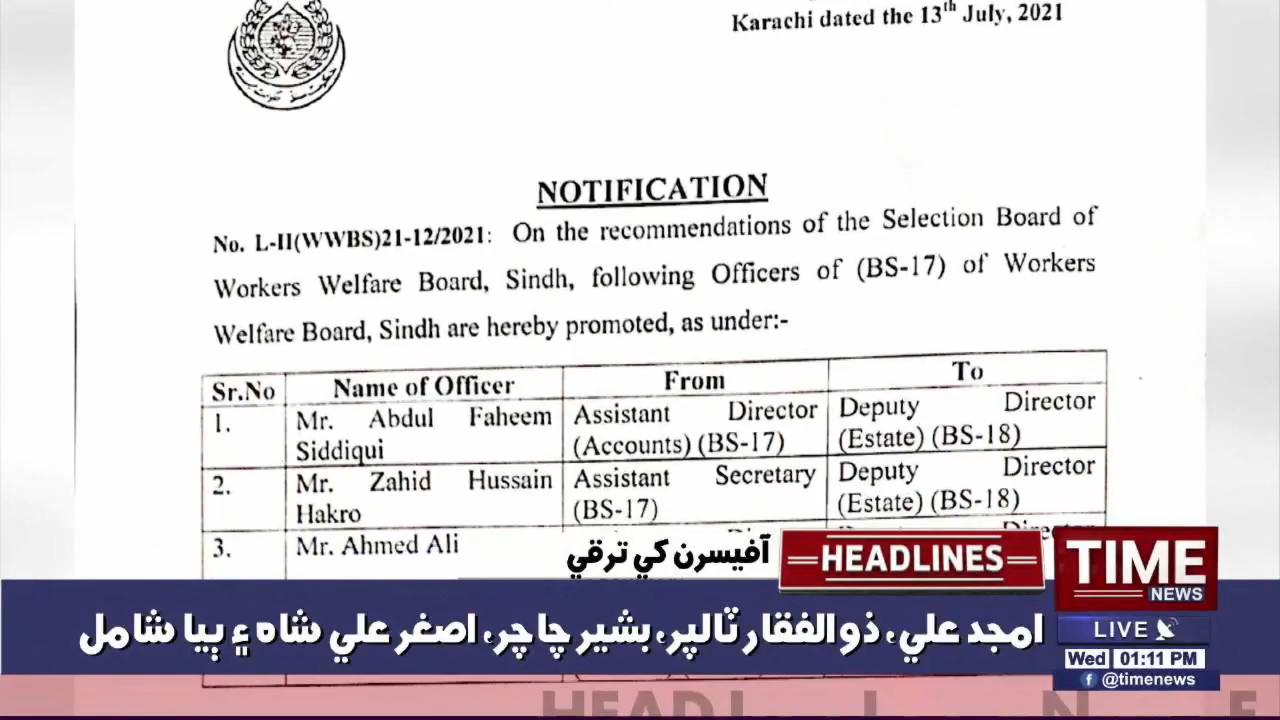 Karachi dated the 13th July, 2021
NOTIFICATION
No. L-II(WWBS)21-12/2021: On the recommendations of the Selection Board of
Workers Welfare Board, Sindh, following Officers of (BS-17) of Workers
Welfare Board, Sindh are hereby promoted, as under:-
Sr.No Name of Officer From To
1. Mr. Abdul Faheem Siddiqui Assistant Director (Accounts) (BS-17) Deputy Director (Estate) (BS-18)
2. Mr. Zahid Hussain Hakro Assistant Secretary (BS-17) Deputy Director (Estate) (BS-18)
3. Mr. Ahmed Ali
آفيسرن کي ترقي
HEADLINES
TIME
NEWS
امجد علي، ذوالفقار ٽالپر، بشير چاچر، اصغر علي شاه ۽ ٻيا شامل
LIVE
Wed 01:11 PM
@timenews